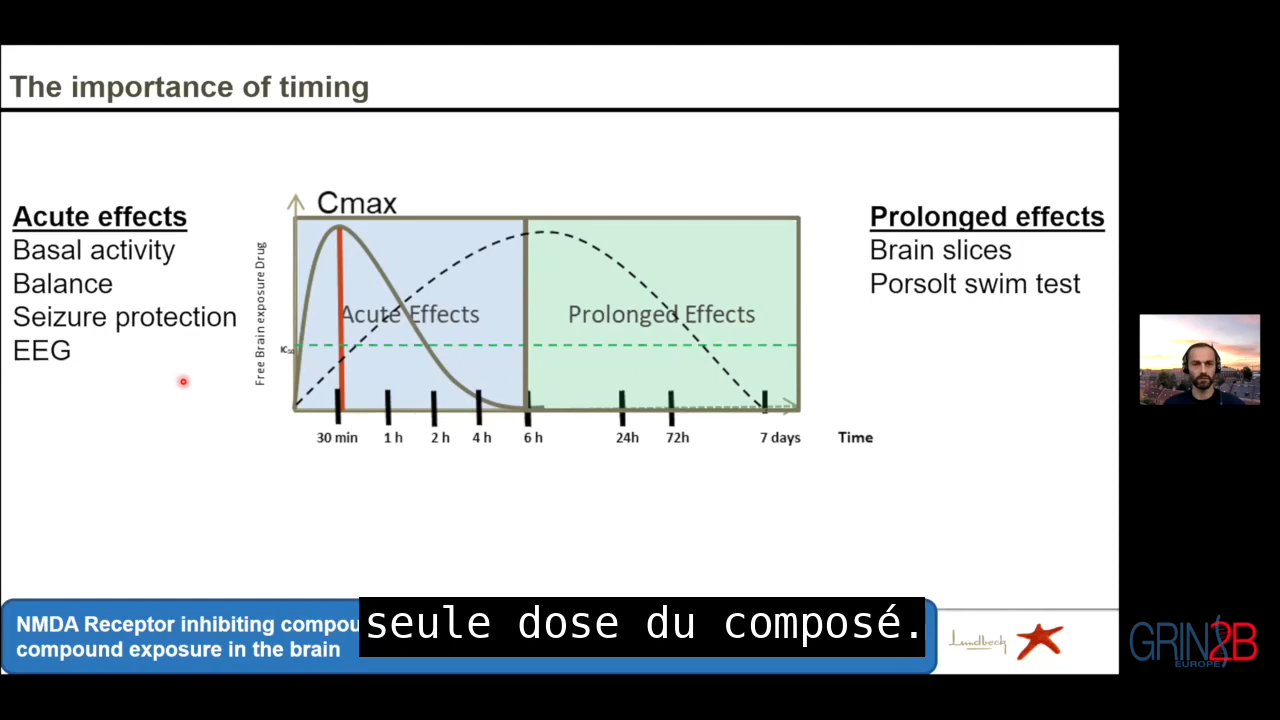 The importance of timing
Acute effects
Basal activity
Balance
Seizure protection
EEG
Cmax
Free Brain exposure Drug
IC50
Acute Effects
Prolonged Effects
30 min
1 h
2 h
4 h
6 h
24h
72h
7 days
Time
Prolonged effects
Brain slices
Porsolt swim test
NMDA Receptor inhibiting
compound exposure in the brain
seule dose du composé.
Lundbeck
GRIN2B
EUROPE